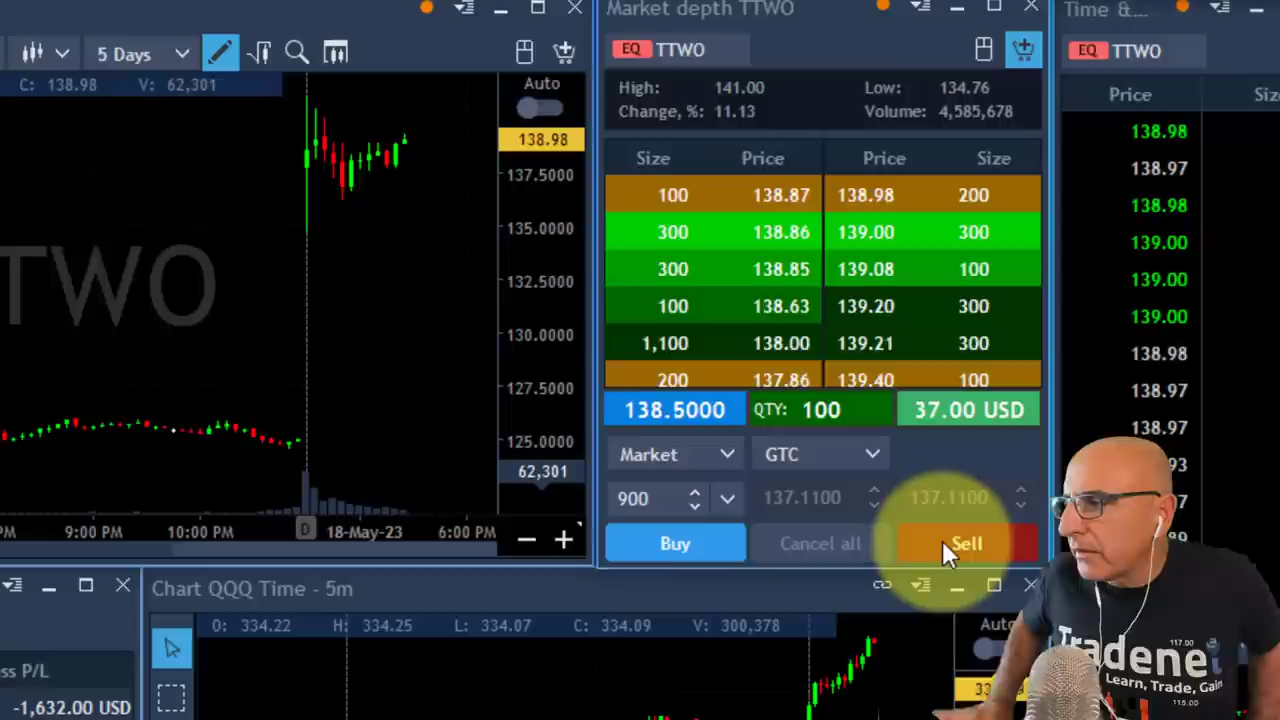 Market depth TTWO
Time &...
5 Days
EQ TTWO
EQ TTWO
C: 138.98 V: 62,301
Auto
High: 141.00 Low: 134.76
Change, %: 11.13 Volume: 4,585,678
Price
138.98
137.5000
135.0000
132.5000
130.0000
127.5000
125.0000
62,301
TWO
Size Price Price Size
100 138.87 138.98 200
300 138.86 139.00 300
300 138.85 139.08 100
100 138.63 139.20 300
1,100 138.00 139.21 300
200 137.86 139.40 100
138.98
138.97
138.98
139.00
139.00
139.00
138.98
138.97
138.97
93
138.5000 QTY: 100 37.00 USD
Market GTC
900 137.1100 137.1100
Buy Cancel all Sell
PM 9:00 PM 10:00 PM D 18-May-23 6:00 PM
Chart QQQ Time - 5m
O: 334.22 H: 334.25 L: 334.07 C: 334.09 V: 300,378
Auto
ss P/L
-1,632.00 USD
Tradenet
Learn, Trade, Gain
117.00
115.00